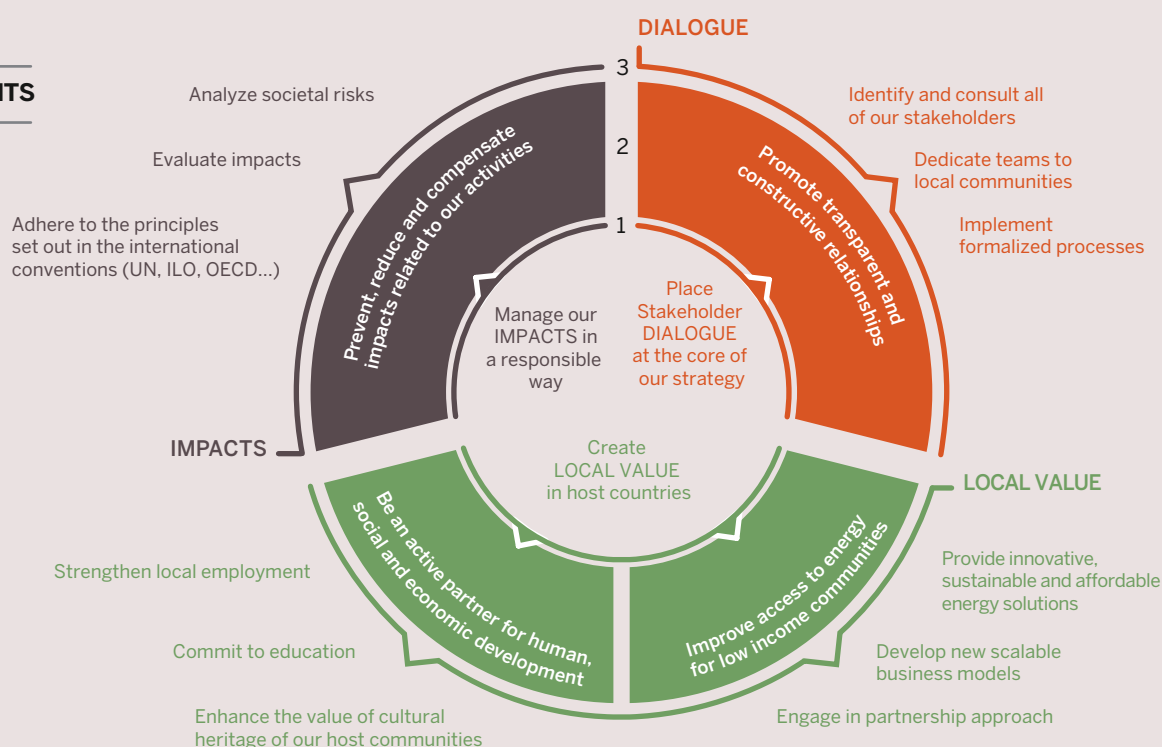 ITS
DIALOGUE
3
2
1
Analyze societal risks
Evaluate impacts
Adhere to the principles
set out in the international
conventions (UN, ILO, OECD...)
Prevent, reduce and compensate
impacts related to our activities
Manage our
IMPACTS in
a responsible
way
IMPACTS
Identify and consult all
of our stakeholders
Dedicate teams to
local communities
Implement
formalized processes
Promote transparent and
constructive relationships
Place
Stakeholder
DIALOGUE
at the core of
our strategy
Create
LOCAL VALUE
in host countries
LOCAL VALUE
Be an active partner for human,
social and economic development
Strengthen local employment
Commit to education
Enhance the value of cultural
heritage of our host communities
Improve access to energy
for low income communities
Provide innovative,
sustainable and affordable
energy solutions
Develop new scalable
business models
Engage in partnership approach